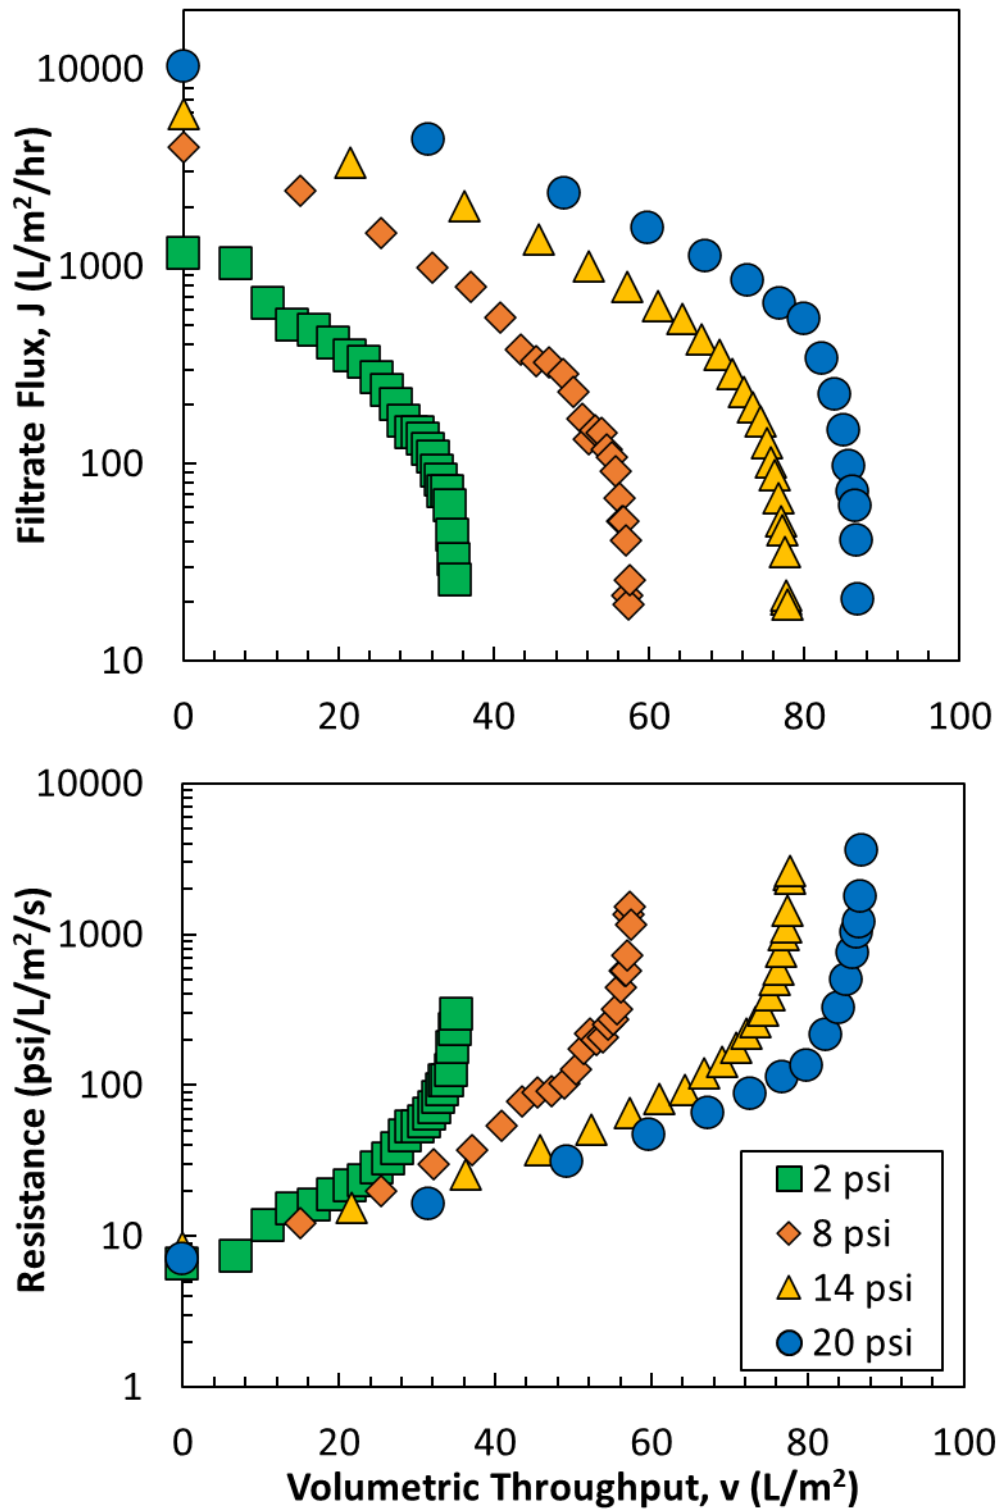 10000
1000
100
10
Filtrate Flux, J (L/m²/hr)
0 20 40 60 80 100
10000
1000
100
10
1
Resistance (psi/L/m²/s)
2 psi
8 psi
14 psi
20 psi
0 20 40 60 80 100
Volumetric Throughput, v (L/m²)